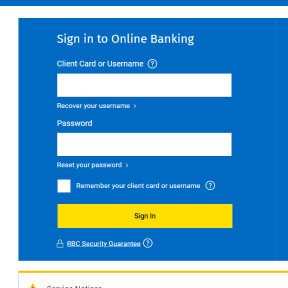 Sign in to Online Banking
Client Card or Username ?
Recover your username ›
Password
Reset your password ›
Remember your client card or username ?
Sign In
RBC Security Guarantee ?
Service Notices